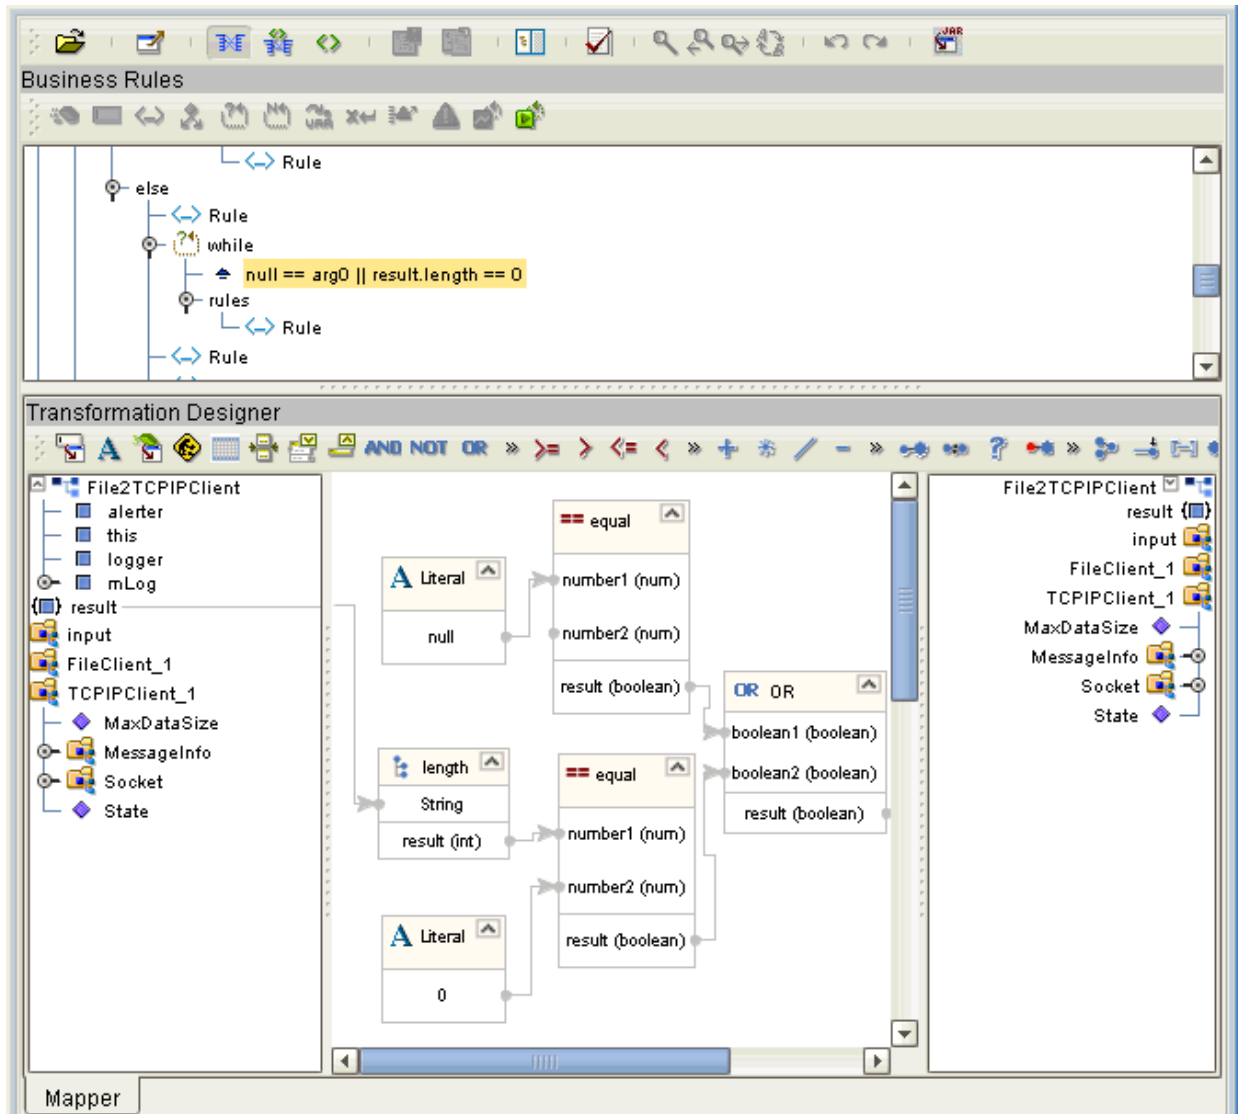 JAR
Business Rules
Rule
else
Rule
while
null == arg0 || result.length == 0
rules
Rule
Rule
Transformation Designer
A AND NOT OR » >= > <= < » + * / − » ? »
File2TCPIPClient
alerter
this
logger
mLog
result
input
FileClient_1
TCPIPClient_1
MaxDataSize
MessageInfo
Socket
State
== equal
number1 (num)
number2 (num)
result (boolean)
A Literal
null
OR OR
boolean1 (boolean)
boolean2 (boolean)
result (boolean)
length
String
result (int)
== equal
number1 (num)
number2 (num)
result (boolean)
A Literal
0
File2TCPIPClient
result
input
FileClient_1
TCPIPClient_1
MaxDataSize
MessageInfo
Socket
State
Mapper